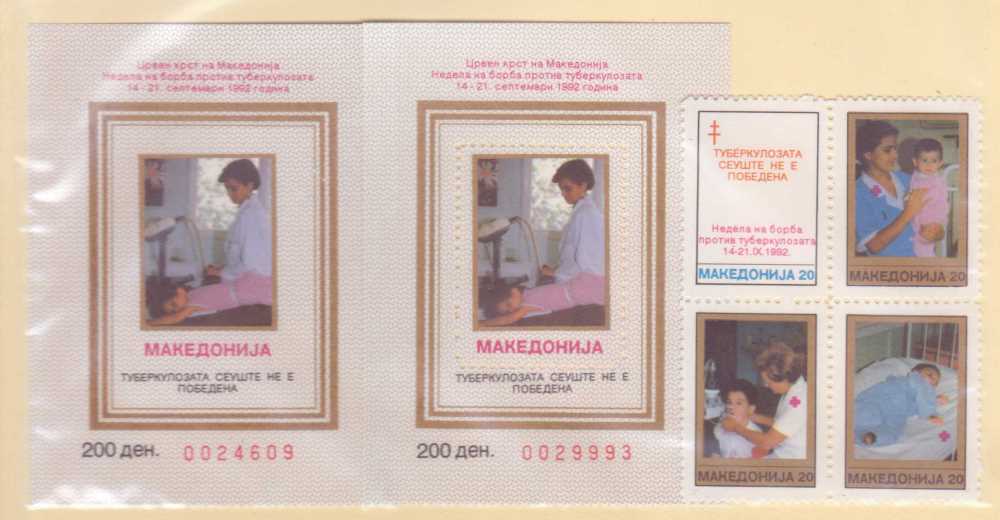 Црвен крст на Македонија
Недела на борба против туберкулозата
14 - 21. септември 1992 година
МАКЕДОНИЈА
ТУБЕРКУЛОЗАТА СЕУШТЕ НЕ Е
ПОБЕДЕНА
200 ден. 0024609
Црвен крст на Македонија
Недела на борба против туберкулозата
14 - 21. септември 1992 година
МАКЕДОНИЈА
ТУБЕРКУЛОЗАТА СЕУШТЕ НЕ Е
ПОБЕДЕНА
200 ден. 0029993
ТУБЕРКУЛОЗАТА
СЕУШТЕ НЕ Е
ПОБЕДЕНА
Недела на борба
против туберкулозата
14-21.IX.1992.
МАКЕДОНИЈА 20
МАКЕДОНИЈА 20
МАКЕДОНИЈА 20
МАКЕДОНИЈА 20